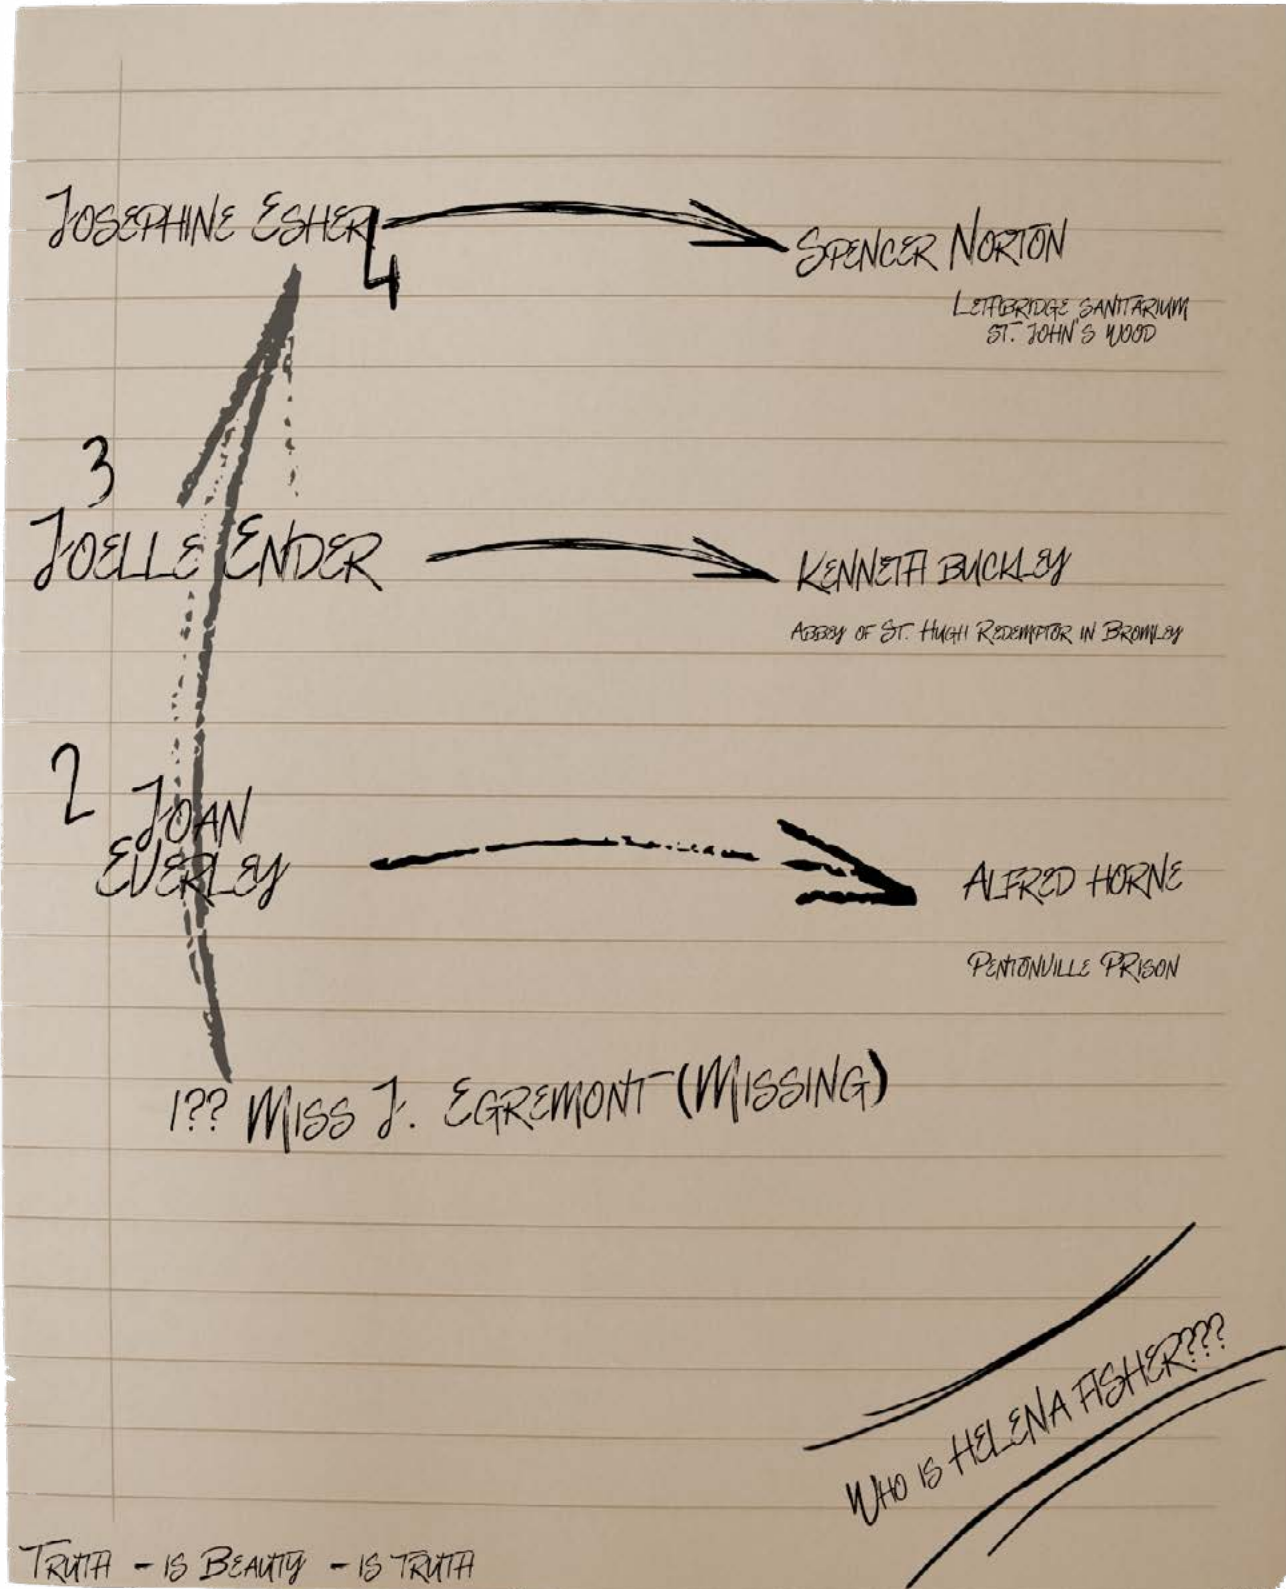 JOSEPHINE ESHER
4
SPENCER NORTON
LETHBRIDGE SANITARIUM
ST. JOHN'S WOOD
3
JOELLE ENDER
KENNETH BUCKLEY
ABBEY OF ST. HUGH REDEMPTOR IN BROMLEY
2
JOAN
EVERLEY
ALFRED HORNE
PENTONVILLE PRISON
1?? MISS J. EGREMONT (MISSING)
WHO IS HELENA FISHER???
TRUTH - IS BEAUTY - IS TRUTH